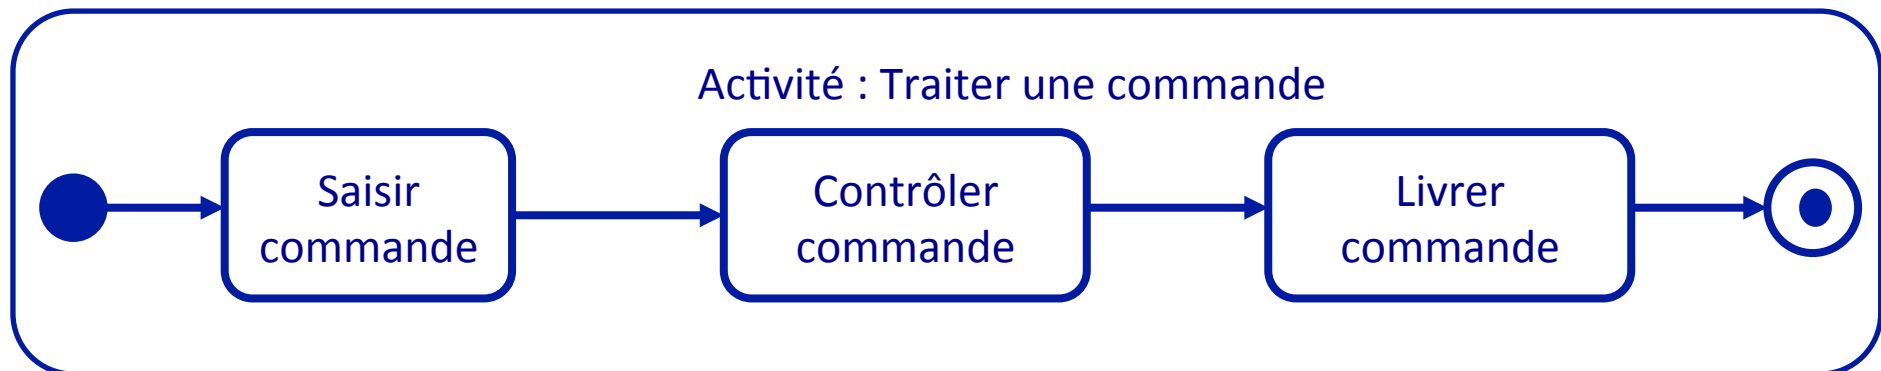 Activité : Traiter une commande
Saisir
commande
Contrôler
commande
Livrer
commande